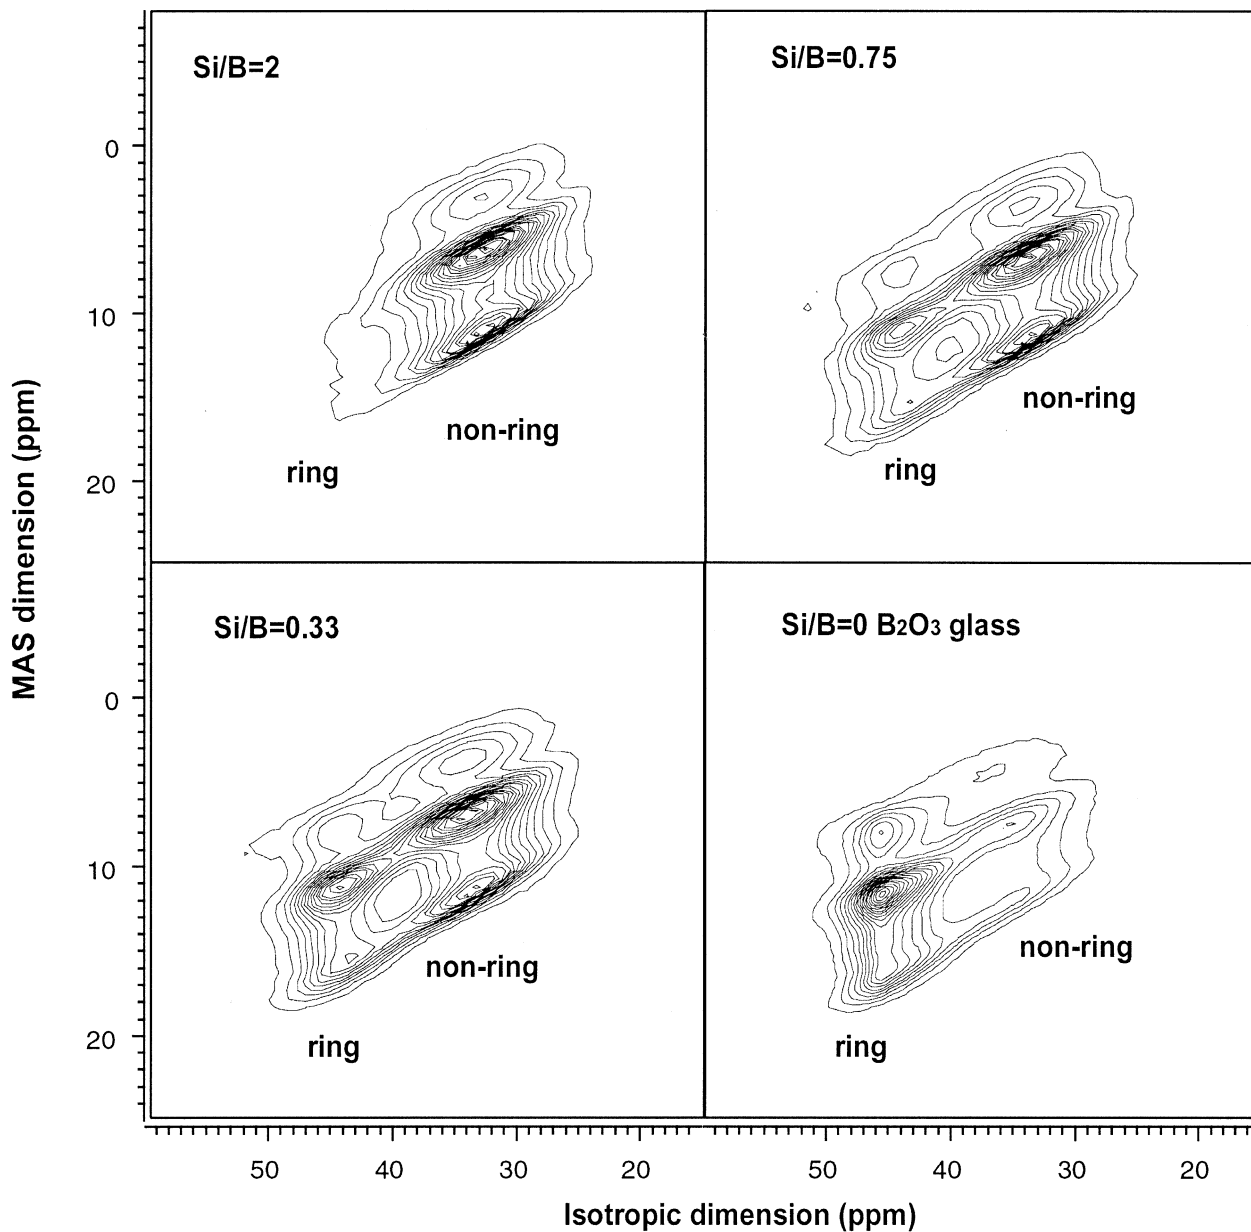 Si/B=2
Si/B=0.75
0
10
20
non-ring
ring
non-ring
ring
MAS dimension (ppm)
Si/B=0.33
Si/B=0 B₂O₃ glass
0
10
20
non-ring
ring
non-ring
ring
50
40
30
20
50
40
30
20
Isotropic dimension (ppm)